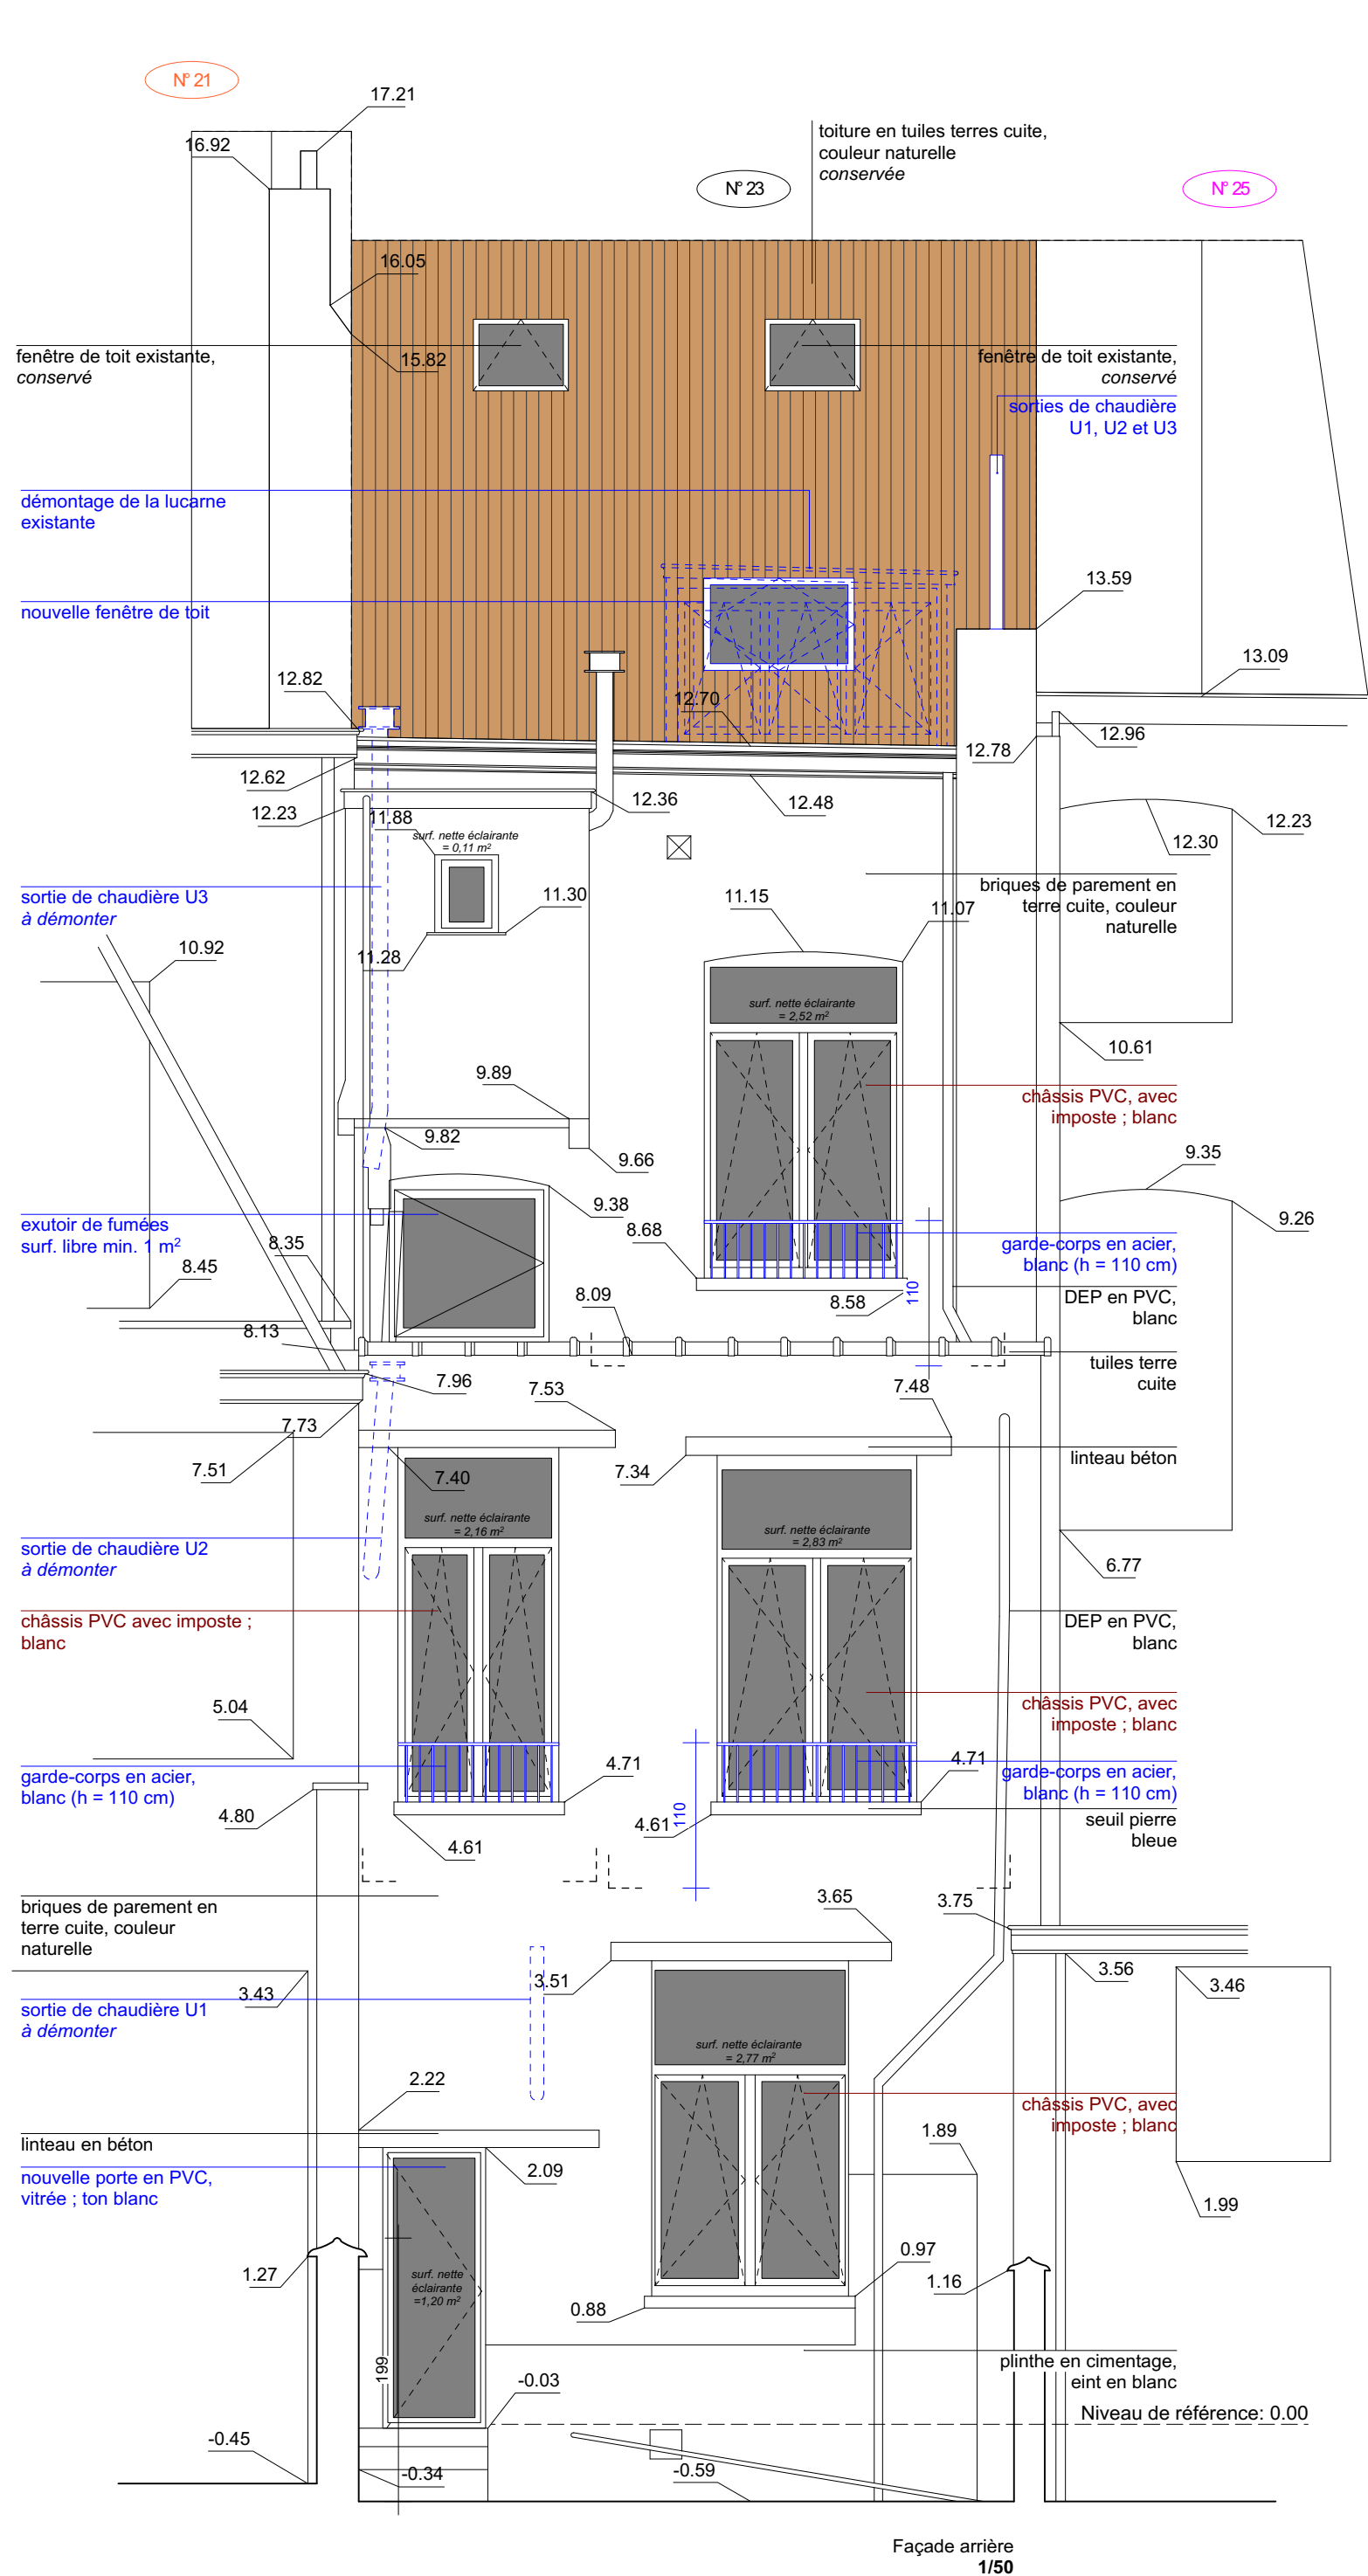 N° 21
17.21
16.92
toiture en tuiles terres cuite,
couleur naturelle
conservée
N° 23
N° 25
16.05
15.82
fenêtre de toit existante,
conservé
fenêtre de toit existante,
conservé
sorties de chaudière
U1, U2 et U3
démontage de la lucarne
existante
nouvelle fenêtre de toit
13.59
13.09
12.82
12.70
12.96
12.78
12.62
12.36
12.48
12.23
11.88
surf. nette éclairante
= 0,11 m²
12.23
12.30
sortie de chaudière U3
à démonter
11.30
11.15
11.07
briques de parement en
terre cuite, couleur
naturelle
10.92
11.28
surf. nette éclairante
= 2,52 m²
10.61
9.89
châssis PVC, avec
imposte ; blanc
9.82
9.66
9.35
9.38
9.26
exutoir de fumées
surf. libre min. 1 m²
8.35
8.68
garde-corps en acier,
blanc (h = 110 cm)
8.45
8.09
8.58
110
DEP en PVC,
blanc
8.13
tuiles terre
cuite
7.96
7.53
7.48
7.73
7.51
7.40
7.34
linteau béton
surf. nette éclairante
= 2,16 m²
surf. nette éclairante
= 2,83 m²
sortie de chaudière U2
à démonter
6.77
châssis PVC avec imposte ;
blanc
DEP en PVC,
blanc
5.04
châssis PVC, avec
imposte ; blanc
garde-corps en acier,
blanc (h = 110 cm)
4.71
4.71
garde-corps en acier,
blanc (h = 110 cm)
4.80
4.61
4.61
110
seuil pierre
bleue
briques de parement en
terre cuite, couleur
naturelle
3.65
3.75
3.43
3.51
3.56
3.46
sortie de chaudière U1
à démonter
surf. nette éclairante
= 2,77 m²
2.22
châssis PVC, avec
imposte ; blanc
linteau en béton
2.09
1.89
nouvelle porte en PVC,
vitrée ; ton blanc
1.99
1.27
surf. nette
éclairante
=1,20 m²
0.97
1.16
0.88
199
plinthe en cimentage,
eint en blanc
-0.03
Niveau de référence: 0.00
-0.45
-0.34
-0.59
Façade arrière
1/50